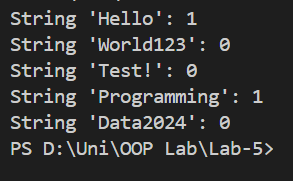 String 'Hello': 1
String 'World123': 0
String 'Test!': 0
String 'Programming': 1
String 'Data2024': 0
PS D:\Uni\OOP Lab\Lab-5>